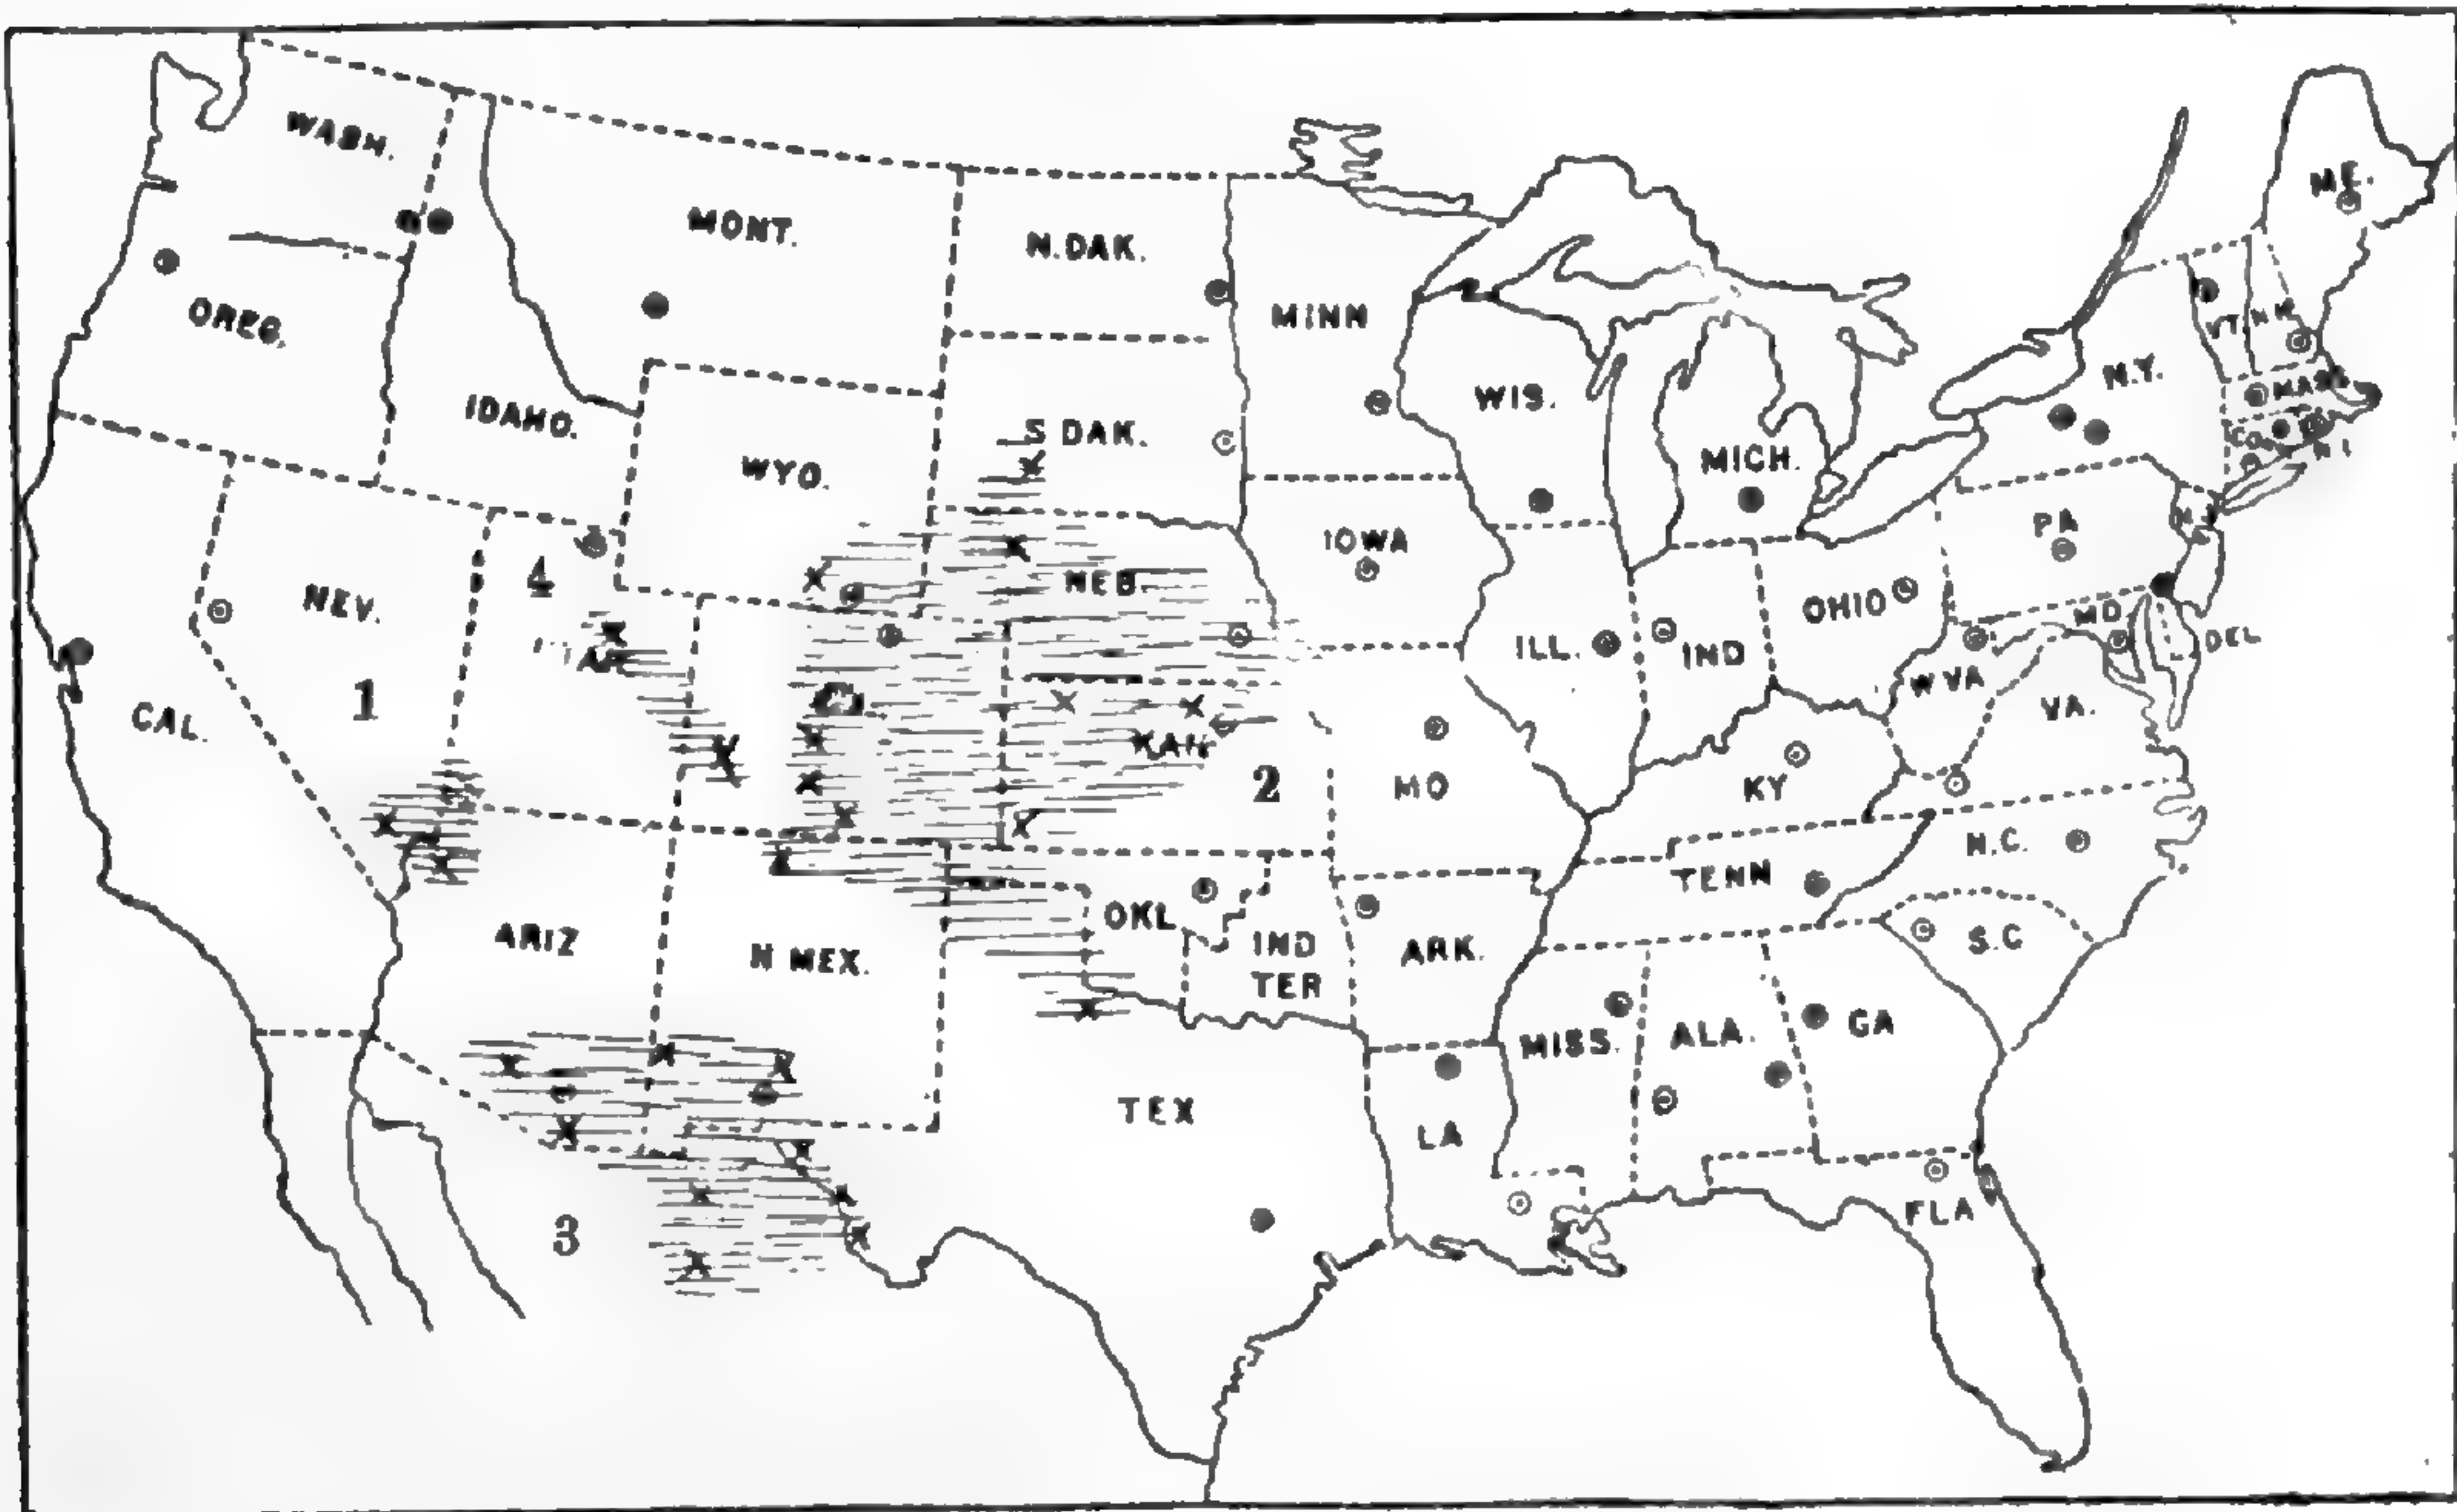 WASH.
MONT.
N.DAK.
ME.
OREG.
MINN
VT.
N.H.
IDAHO.
WYO.
S DAK.
WIS.
MICH.
N.Y.
MASS
CO
R I
NEV.
4
NEB.
IOWA
PA
N.J.
OHIO
MD
DEL
ILL.
IND
W VA
VA.
CAL.
1
KAN
2
MO
KY
ARIZ
N MEX.
OKL
IND
TER
ARK.
TENN
N.C.
S.C
TEX
LA
MISS.
ALA.
GA
FLA
3